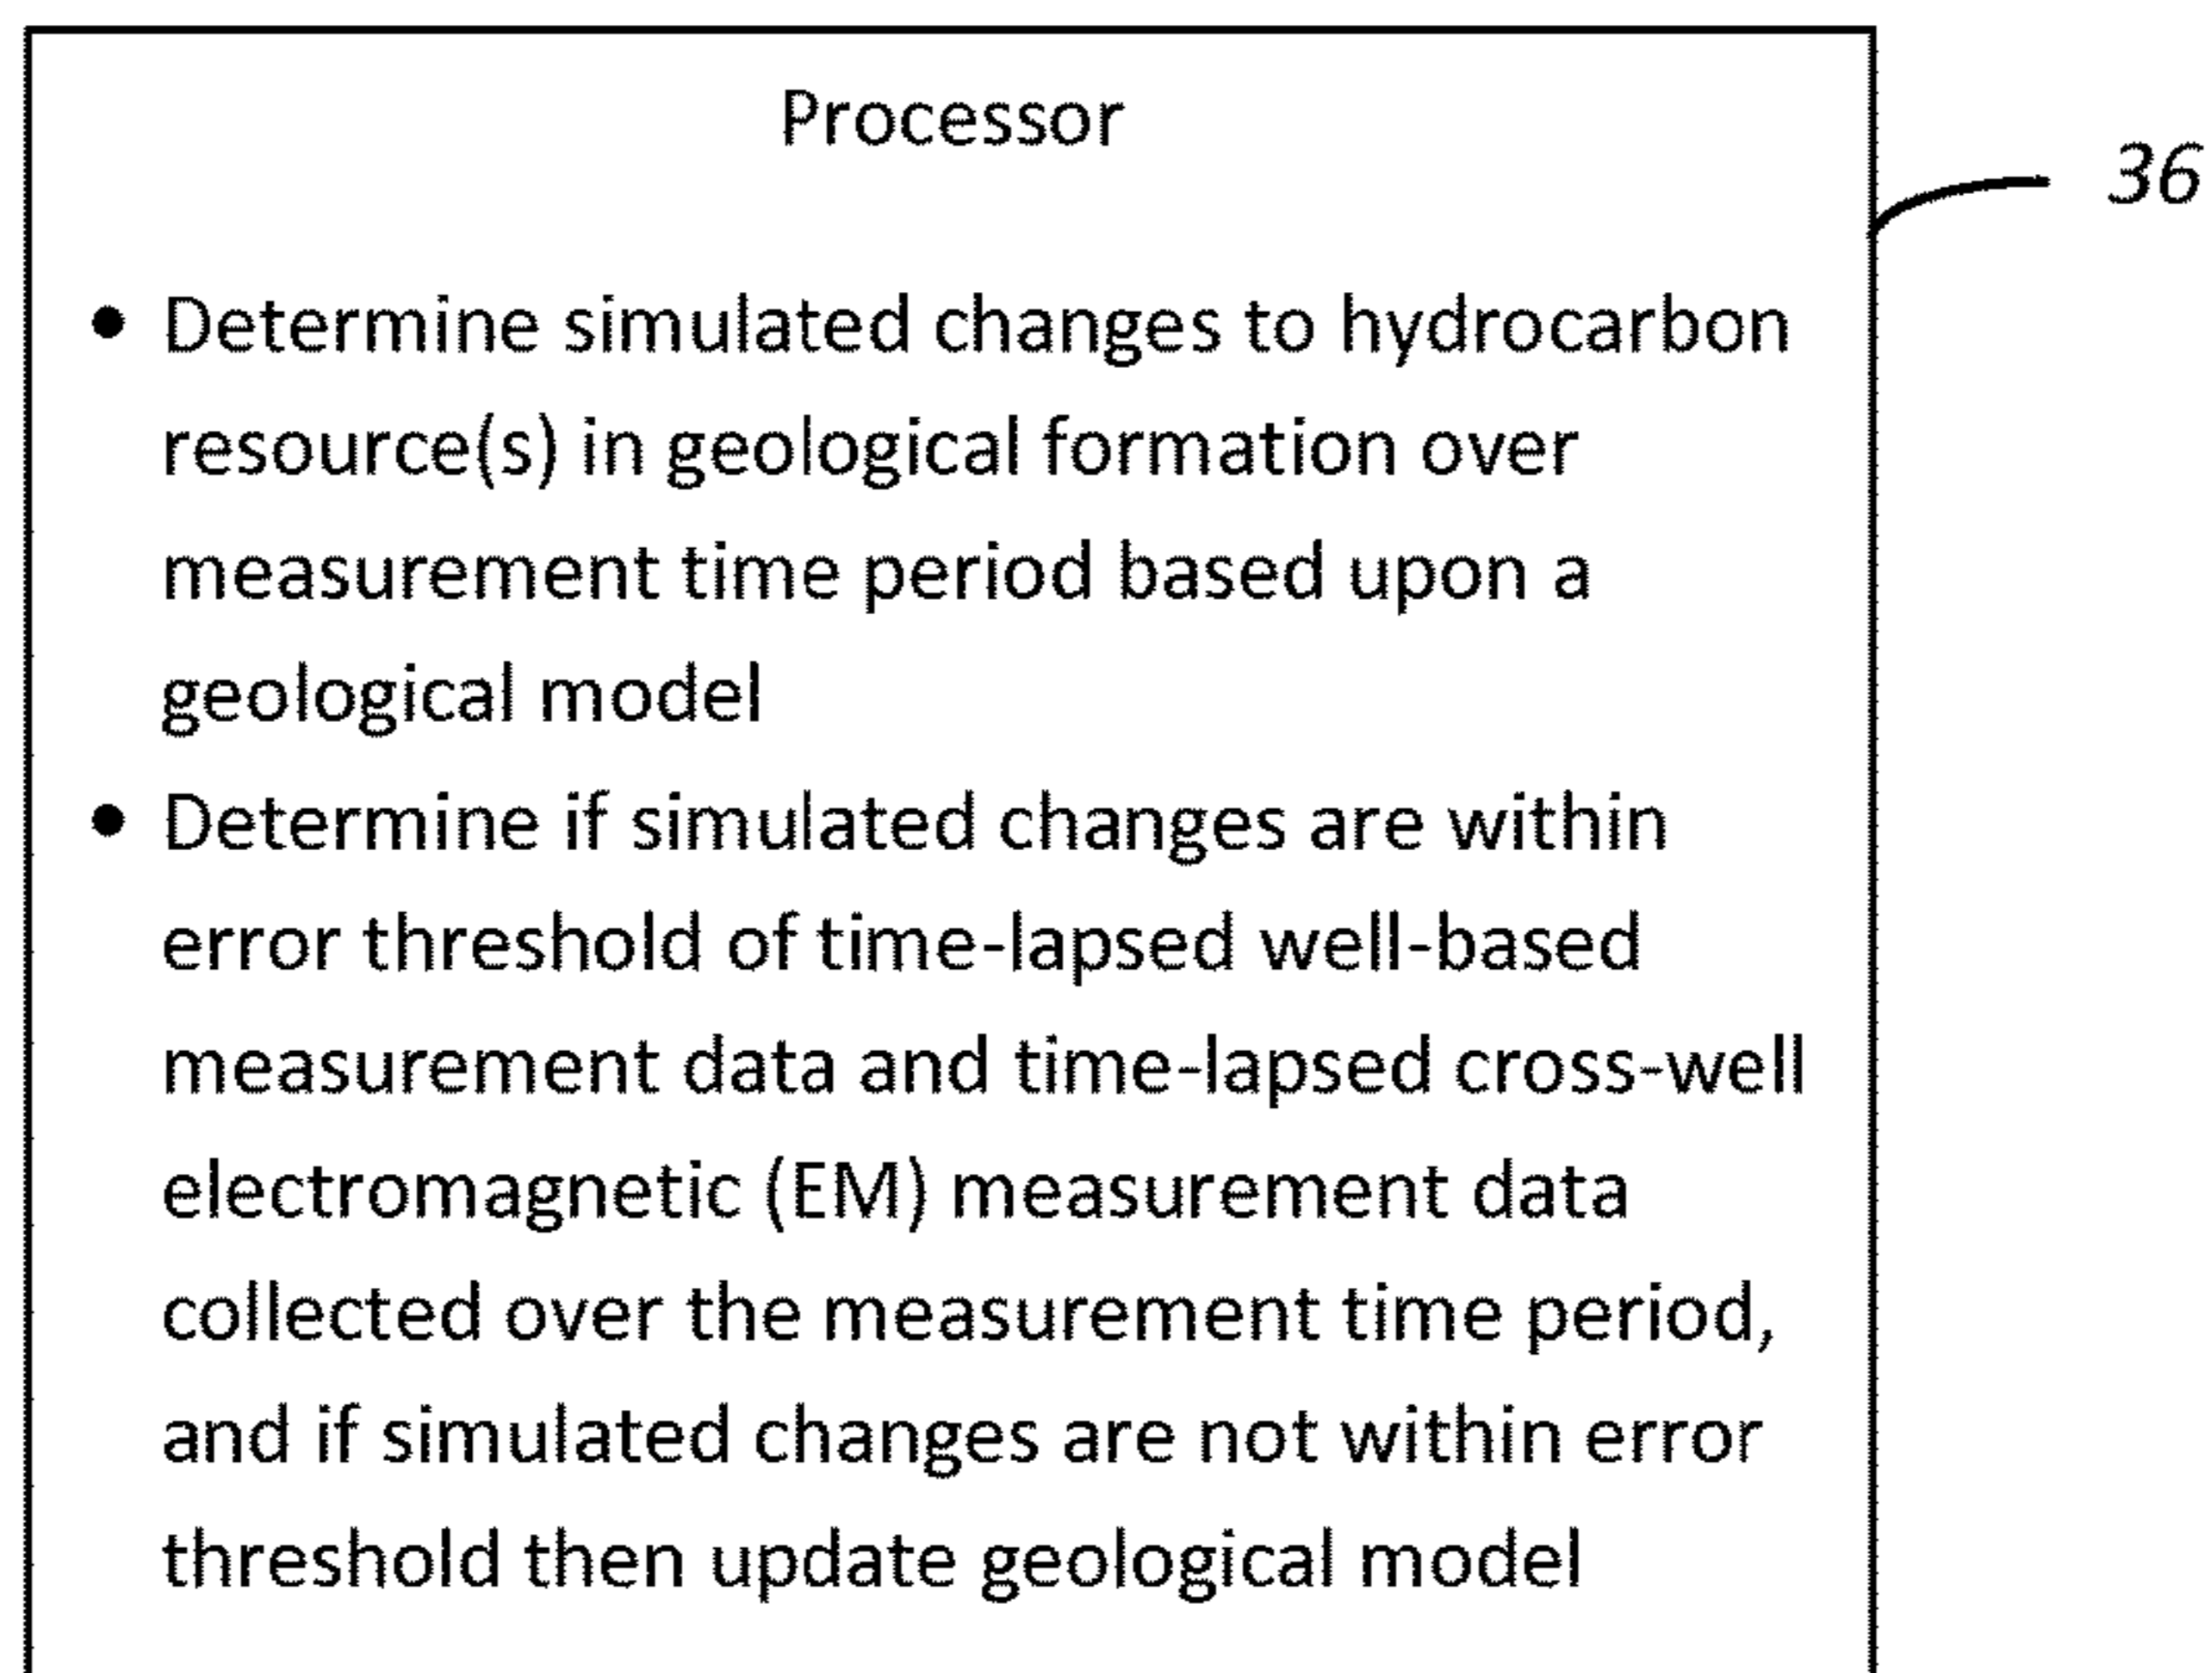 Processor
36
• Determine simulated changes to hydrocarbon
resource(s) in geological formation over
measurement time period based upon a
geological model
• Determine if simulated changes are within
error threshold of time-lapsed well-based
measurement data and time-lapsed cross-well
electromagnetic (EM) measurement data
collected over the measurement time period,
and if simulated changes are not within error
threshold then update geological model